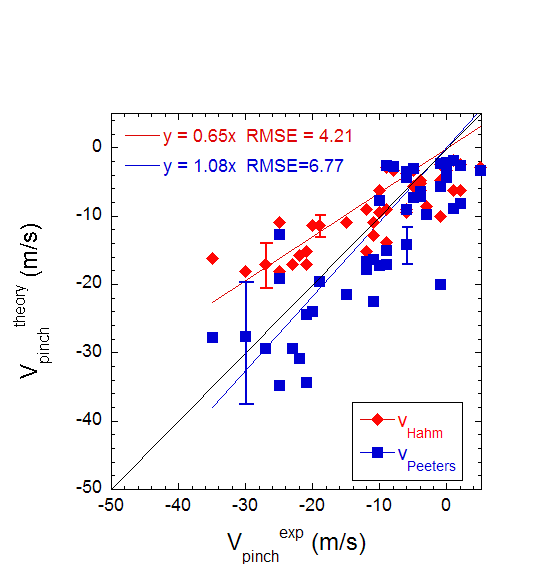 y = 0.65x RMSE = 4.21
y = 1.08x RMSE=6.77
0
-10
-20
-30
-40
-50
V_pinch^theory (m/s)
v_Hahm
v_Peeters
-50 -40 -30 -20 -10 0
V_pinch^exp (m/s)